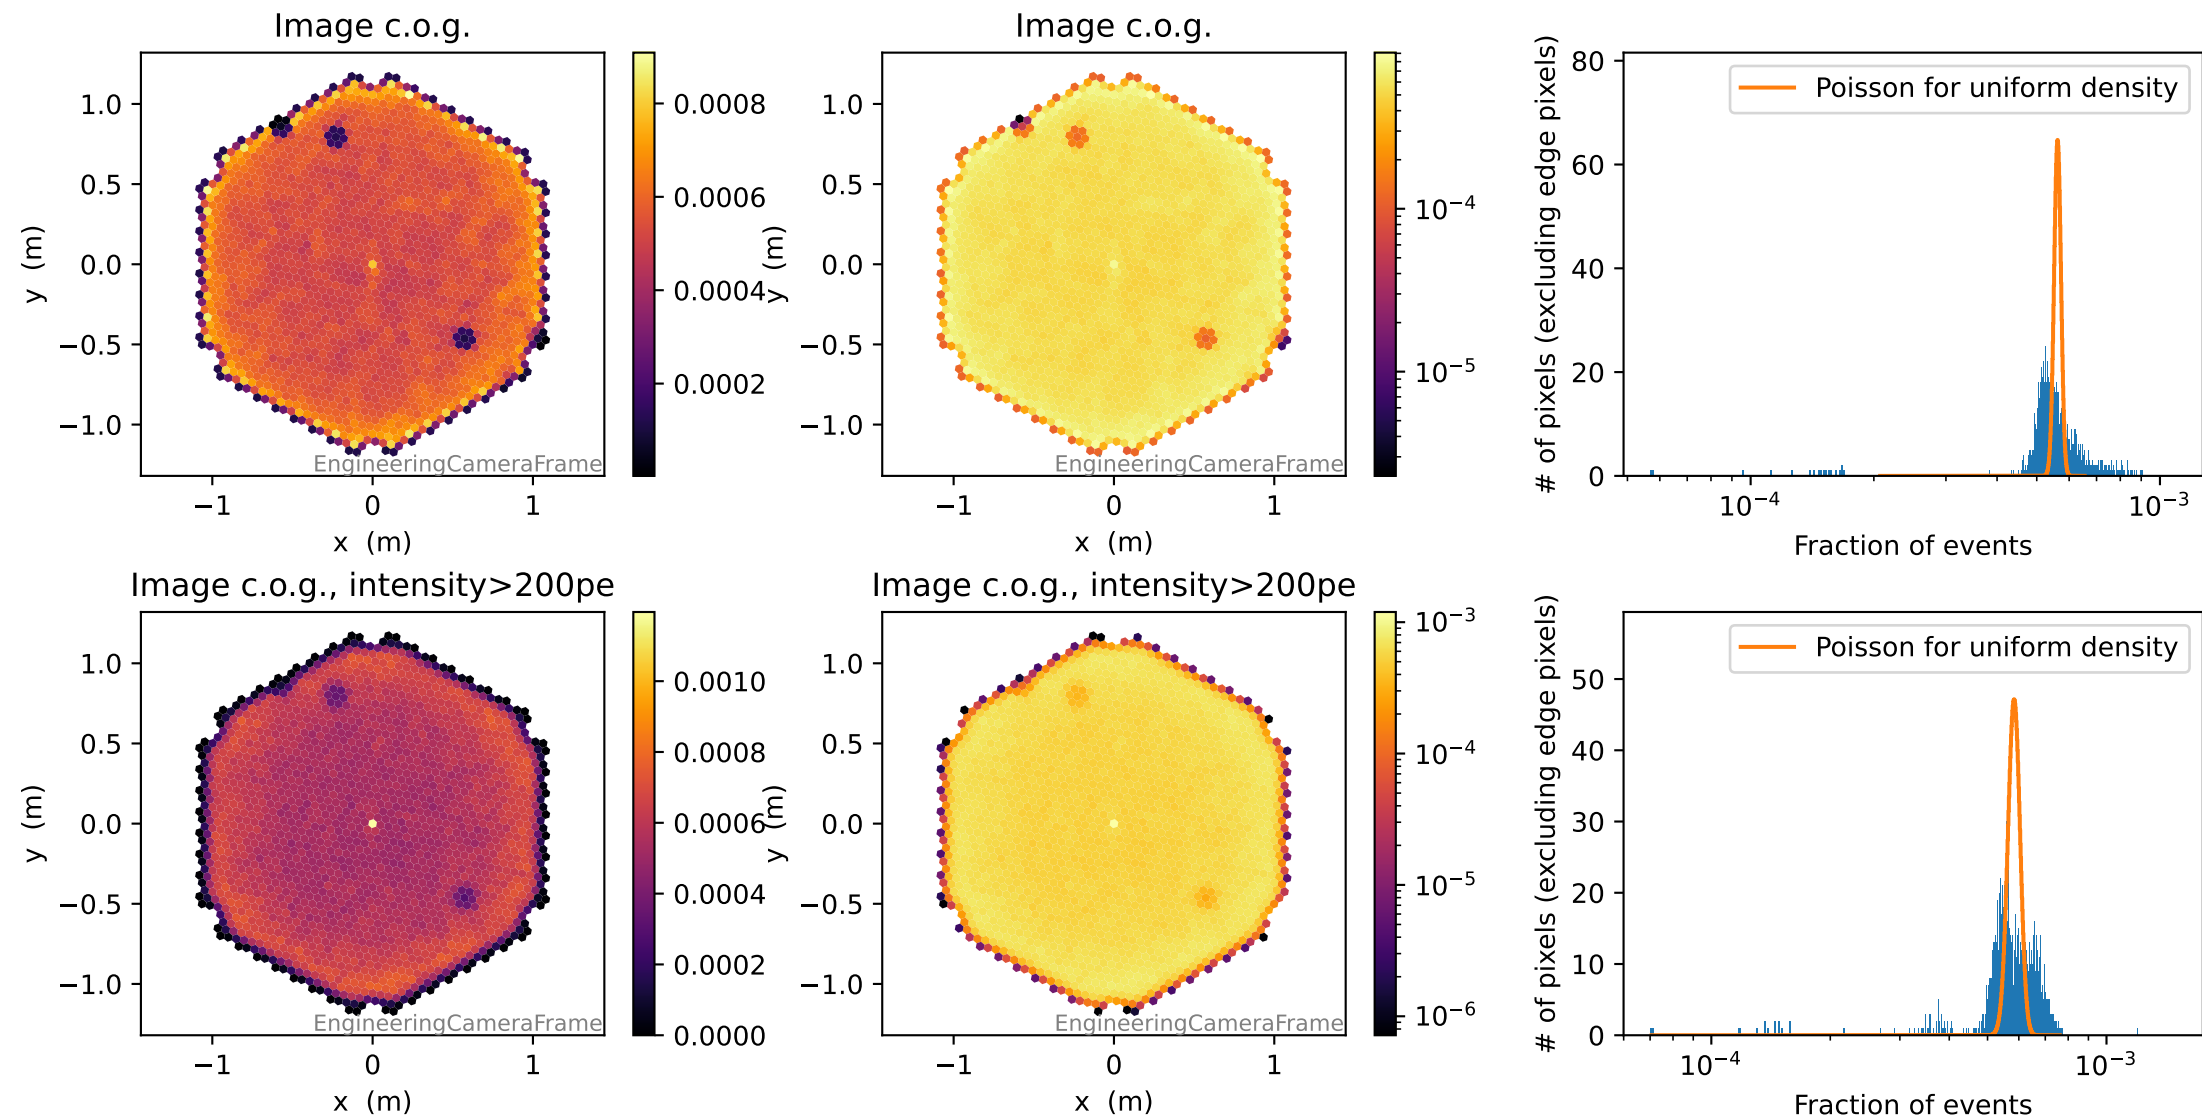 Image c.o.g.
1.0
0.5
0.0
−0.5
−1.0
y (m)
−1
0
1
x (m)
EngineeringCameraFrame
0.0008
0.0006
0.0004
0.0002
Image c.o.g.
1.0
0.5
0.0
−0.5
−1.0
y (m)
−1
0
1
x (m)
EngineeringCameraFrame
10⁻⁴
10⁻⁵
80
60
40
20
0
# of pixels (excluding edge pixels)
Poisson for uniform density
10⁻⁴
10⁻³
Fraction of events
Image c.o.g., intensity>200pe
1.0
0.5
0.0
−0.5
−1.0
y (m)
−1
0
1
x (m)
EngineeringCameraFrame
0.0010
0.0008
0.0006
0.0004
0.0002
0.0000
Image c.o.g., intensity>200pe
1.0
0.5
0.0
−0.5
−1.0
y (m)
−1
0
1
x (m)
EngineeringCameraFrame
10⁻³
10⁻⁴
10⁻⁵
10⁻⁶
50
40
30
20
10
0
# of pixels (excluding edge pixels)
Poisson for uniform density
10⁻⁴
10⁻³
Fraction of events